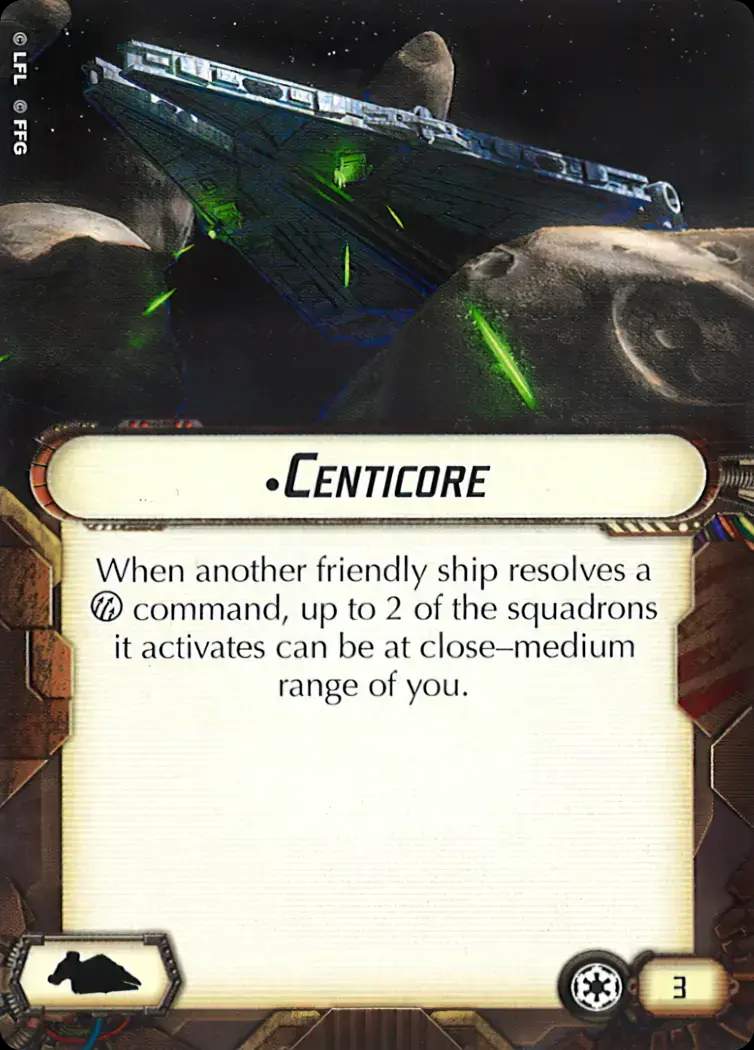 © LFL © FFG
•Centicore
When another friendly ship resolves a
command, up to 2 of the squadrons
it activates can be at close–medium
range of you.
3